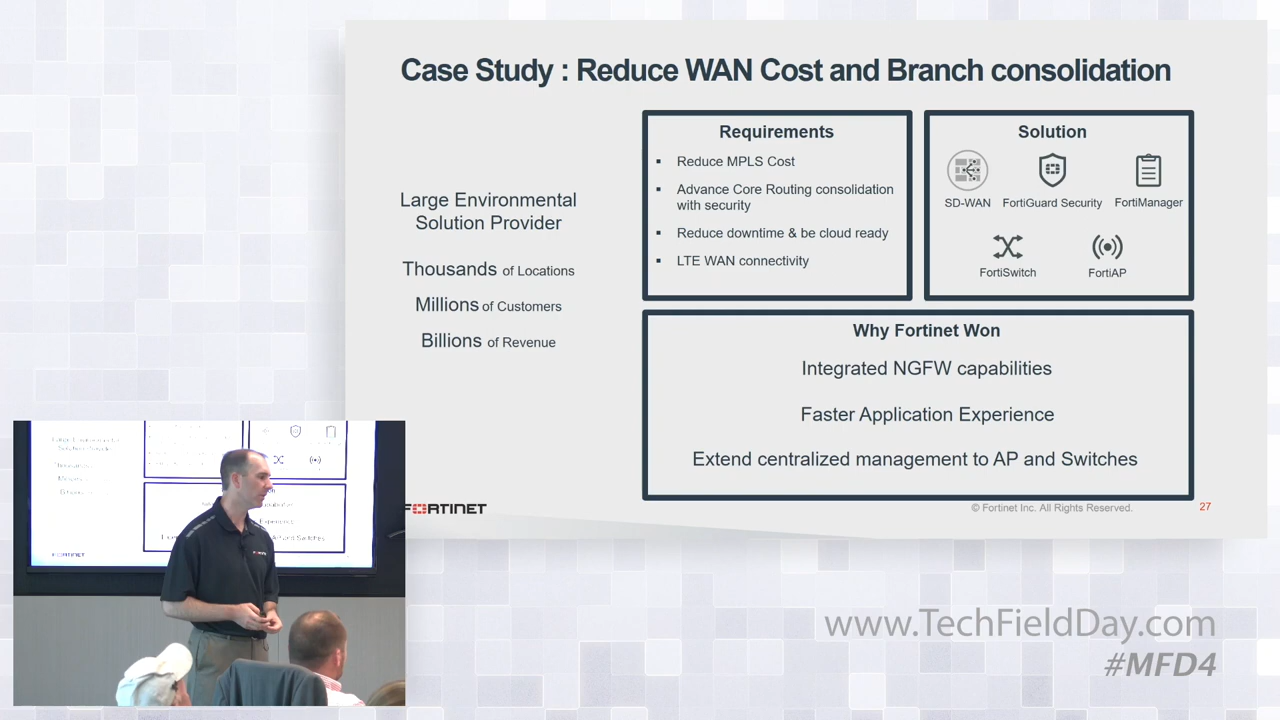 Case Study : Reduce WAN Cost and Branch consolidation
Large Environmental
Solution Provider
Thousands of Locations
Millions of Customers
Billions of Revenue
Requirements
▪ Reduce MPLS Cost
▪ Advance Core Routing consolidation
with security
▪ Reduce downtime & be cloud ready
▪ LTE WAN connectivity
Solution
SD-WAN FortiGuard Security FortiManager
FortiSwitch FortiAP
Why Fortinet Won
Integrated NGFW capabilities
Faster Application Experience
Extend centralized management to AP and Switches
FORTINET
© Fortinet Inc. All Rights Reserved. 27
www.TechFieldDay.com
#MFD4